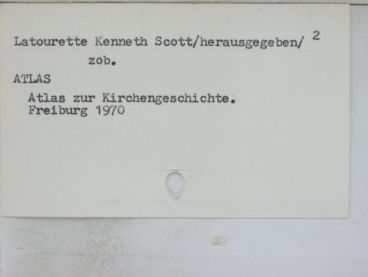 Latourette Kenneth Scott/herausgegeben/ 2
zob.
ATLAS
Atlas zur Kirchengeschichte.
Freiburg 1970